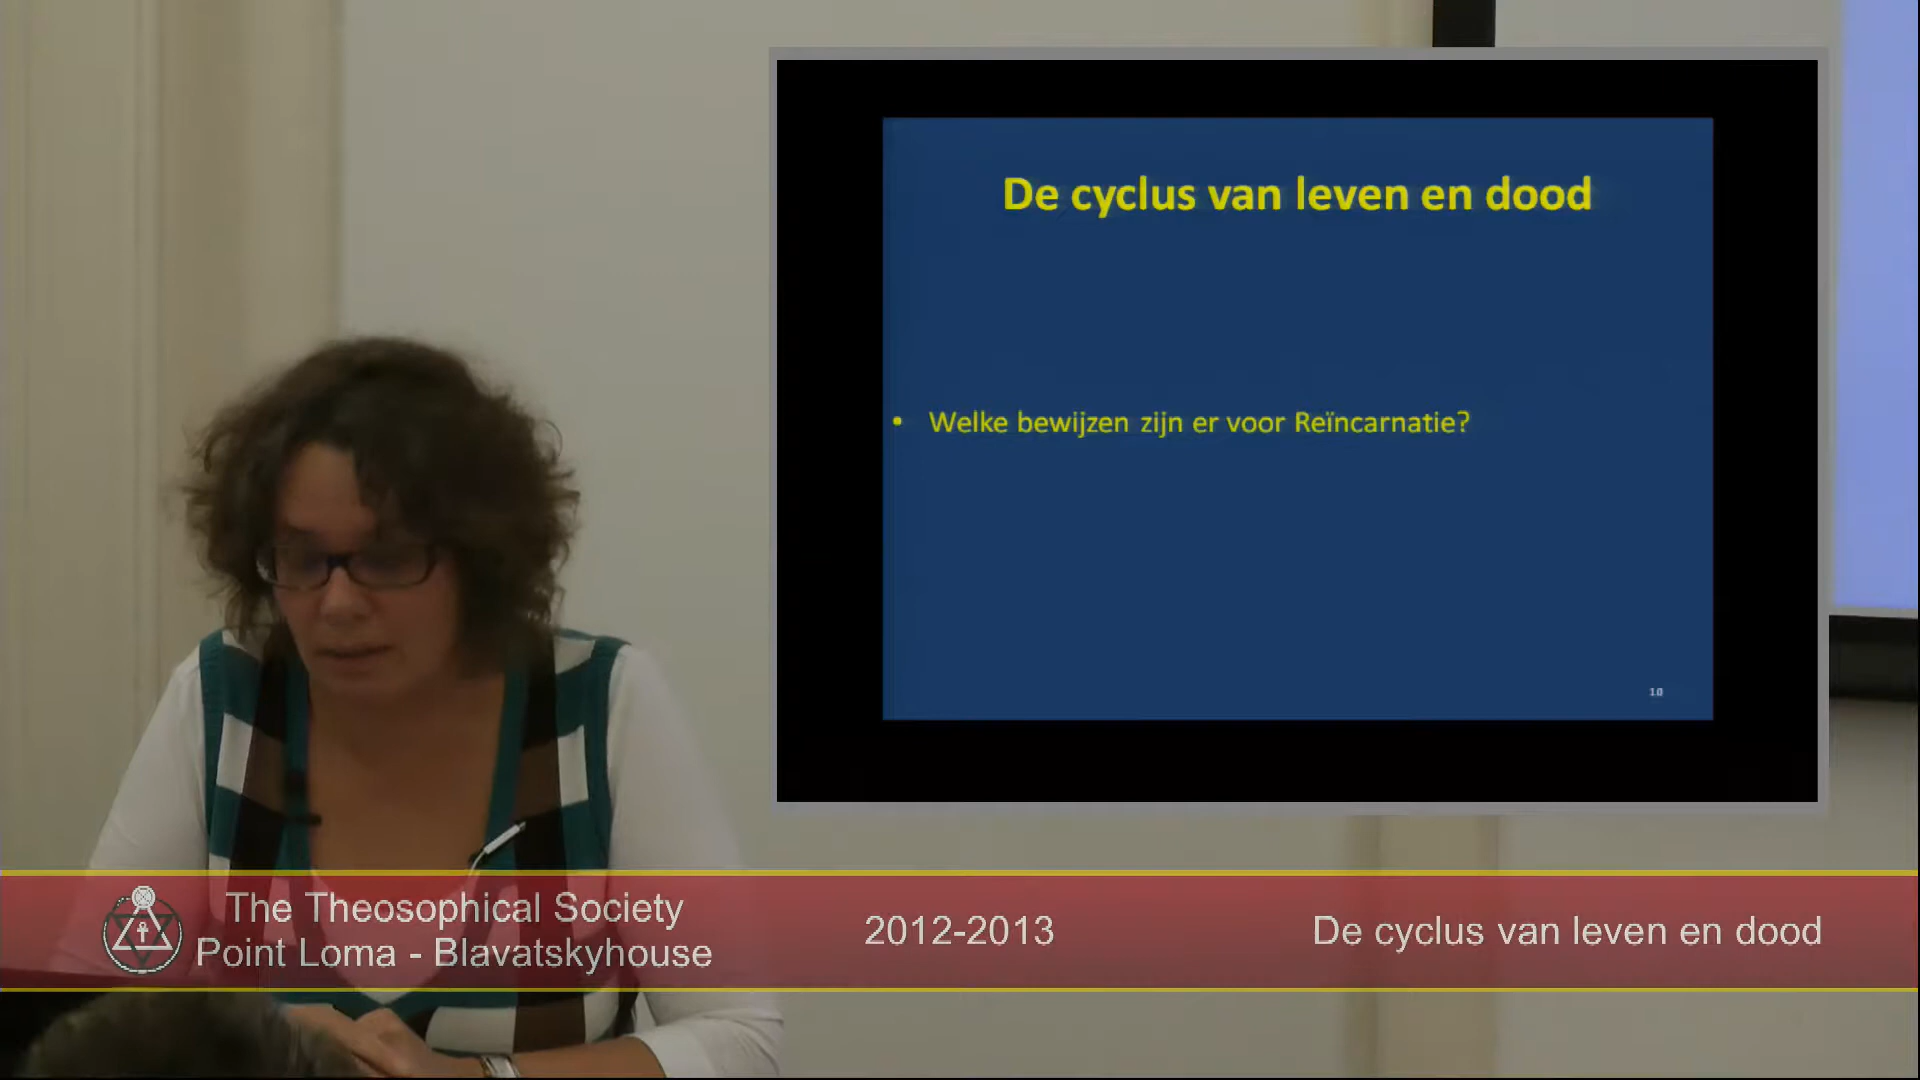 De cyclus van leven en dood
• Welke bewijzen zijn er voor Reïncarnatie?
10
The Theosophical Society
Point Loma - Blavatskyhouse
2012-2013
De cyclus van leven en dood